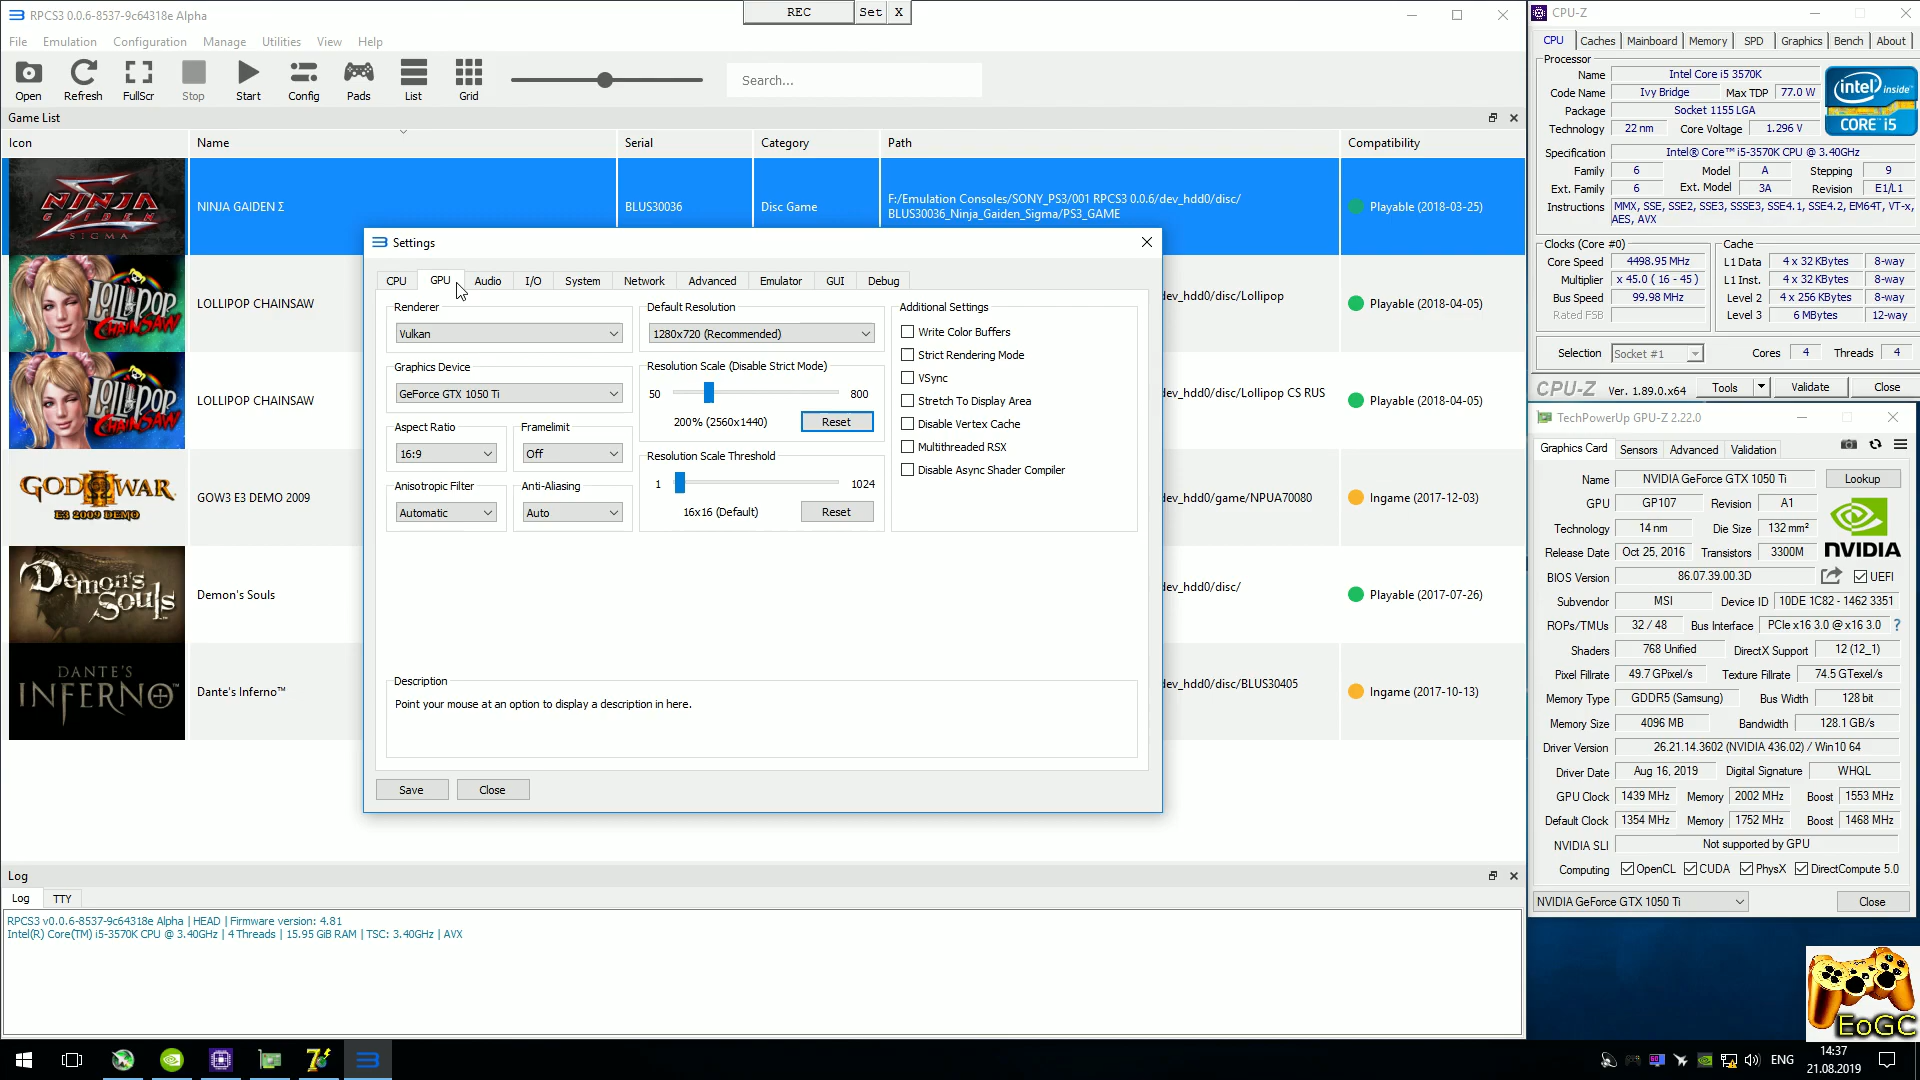 RPCS3 0.0.6-8537-9c64318e Alpha
REC Set X
File Emulation Configuration Manage Utilities View Help
Open Refresh FullScr Stop Start Config Pads List Grid
Search...
Game List
Icon Name Serial Category Path Compatibility
NINJA GAIDEN SIGMA
NINJA GAIDEN Σ BLUS30036 Disc Game
F:/Emulation Consoles/SONY_PS3/001 RPCS3 0.0.6/dev_hdd0/disc/
BLUS30036_Ninja_Gaiden_Sigma/PS3_GAME
Playable (2018-03-25)
LOLLIPOP CHAINSAW
LOLLIPOP CHAINSAW
dev_hdd0/disc/Lollipop
Playable (2018-04-05)
LOLLIPOP CHAINSAW
LOLLIPOP CHAINSAW
dev_hdd0/disc/Lollipop CS RUS
Playable (2018-04-05)
GOD OF WAR
E3 2009 DEMO
GOW3 E3 DEMO 2009
dev_hdd0/game/NPUA70080
Ingame (2017-12-03)
Demon's Souls
Demon's Souls
dev_hdd0/disc/
Playable (2017-07-26)
DANTE'S
INFERNO™
Dante's Inferno™
dev_hdd0/disc/BLUS30405
Ingame (2017-10-13)
Settings
CPU GPU Audio I/O System Network Advanced Emulator GUI Debug
Renderer
Vulkan
Graphics Device
GeForce GTX 1050 Ti
Aspect Ratio Framelimit
16:9 Off
Anisotropic Filter Anti-Aliasing
Automatic Auto
Default Resolution
1280x720 (Recommended)
Resolution Scale (Disable Strict Mode)
50 800
200% (2560x1440) Reset
Resolution Scale Threshold
1 1024
16x16 (Default) Reset
Additional Settings
Write Color Buffers
Strict Rendering Mode
VSync
Stretch To Display Area
Disable Vertex Cache
Multithreaded RSX
Disable Async Shader Compiler
Description
Point your mouse at an option to display a description in here.
Save Close
Log
Log TTY
RPCS3 v0.0.6-8537-9c64318e Alpha | HEAD | Firmware version: 4.81
Intel(R) Core(TM) i5-3570K CPU @ 3.40GHz | 4 Threads | 15.95 GiB RAM | TSC: 3.40GHz | AVX
CPU-Z
CPU Caches Mainboard Memory SPD Graphics Bench About
Processor
Name Intel Core i5 3570K
Code Name Ivy Bridge Max TDP 77.0 W
Package Socket 1155 LGA
Technology 22 nm Core Voltage 1.296 V
intel inside
CORE i5
Specification Intel® Core™ i5-3570K CPU @ 3.40GHz
Family 6 Model A Stepping 9
Ext. Family 6 Ext. Model 3A Revision E1/L1
Instructions MMX, SSE, SSE2, SSE3, SSSE3, SSE4.1, SSE4.2, EM64T, VT-x,
AES, AVX
Clocks (Core #0)
Core Speed 4498.95 MHz
Multiplier x 45.0 ( 16 - 45 )
Bus Speed 99.98 MHz
Rated FSB
Cache
L1 Data 4 x 32 KBytes 8-way
L1 Inst. 4 x 32 KBytes 8-way
Level 2 4 x 256 KBytes 8-way
Level 3 6 MBytes 12-way
Selection Socket #1 Cores 4 Threads 4
CPU-Z Ver. 1.89.0.x64 Tools Validate Close
TechPowerUp GPU-Z 2.22.0
Graphics Card Sensors Advanced Validation
Name NVIDIA GeForce GTX 1050 Ti Lookup
GPU GP107 Revision A1
Technology 14 nm Die Size 132 mm²
Release Date Oct 25, 2016 Transistors 3300M
NVIDIA
BIOS Version 86.07.39.00.3D UEFI
Subvendor MSI Device ID 10DE 1C82 - 1462 3351
ROPs/TMUs 32 / 48 Bus Interface PCIe x16 3.0 @ x16 3.0 ?
Shaders 768 Unified DirectX Support 12 (12_1)
Pixel Fillrate 49.7 GPixel/s Texture Fillrate 74.5 GTexel/s
Memory Type GDDR5 (Samsung) Bus Width 128 bit
Memory Size 4096 MB Bandwidth 128.1 GB/s
Driver Version 26.21.14.3602 (NVIDIA 436.02) / Win10 64
Driver Date Aug 16, 2019 Digital Signature WHQL
GPU Clock 1439 MHz Memory 2002 MHz Boost 1553 MHz
Default Clock 1354 MHz Memory 1752 MHz Boost 1468 MHz
NVIDIA SLI Not supported by GPU
Computing OpenCL CUDA PhysX DirectCompute 5.0
NVIDIA GeForce GTX 1050 Ti Close
EoGC
ENG
14:37
21.08.2019